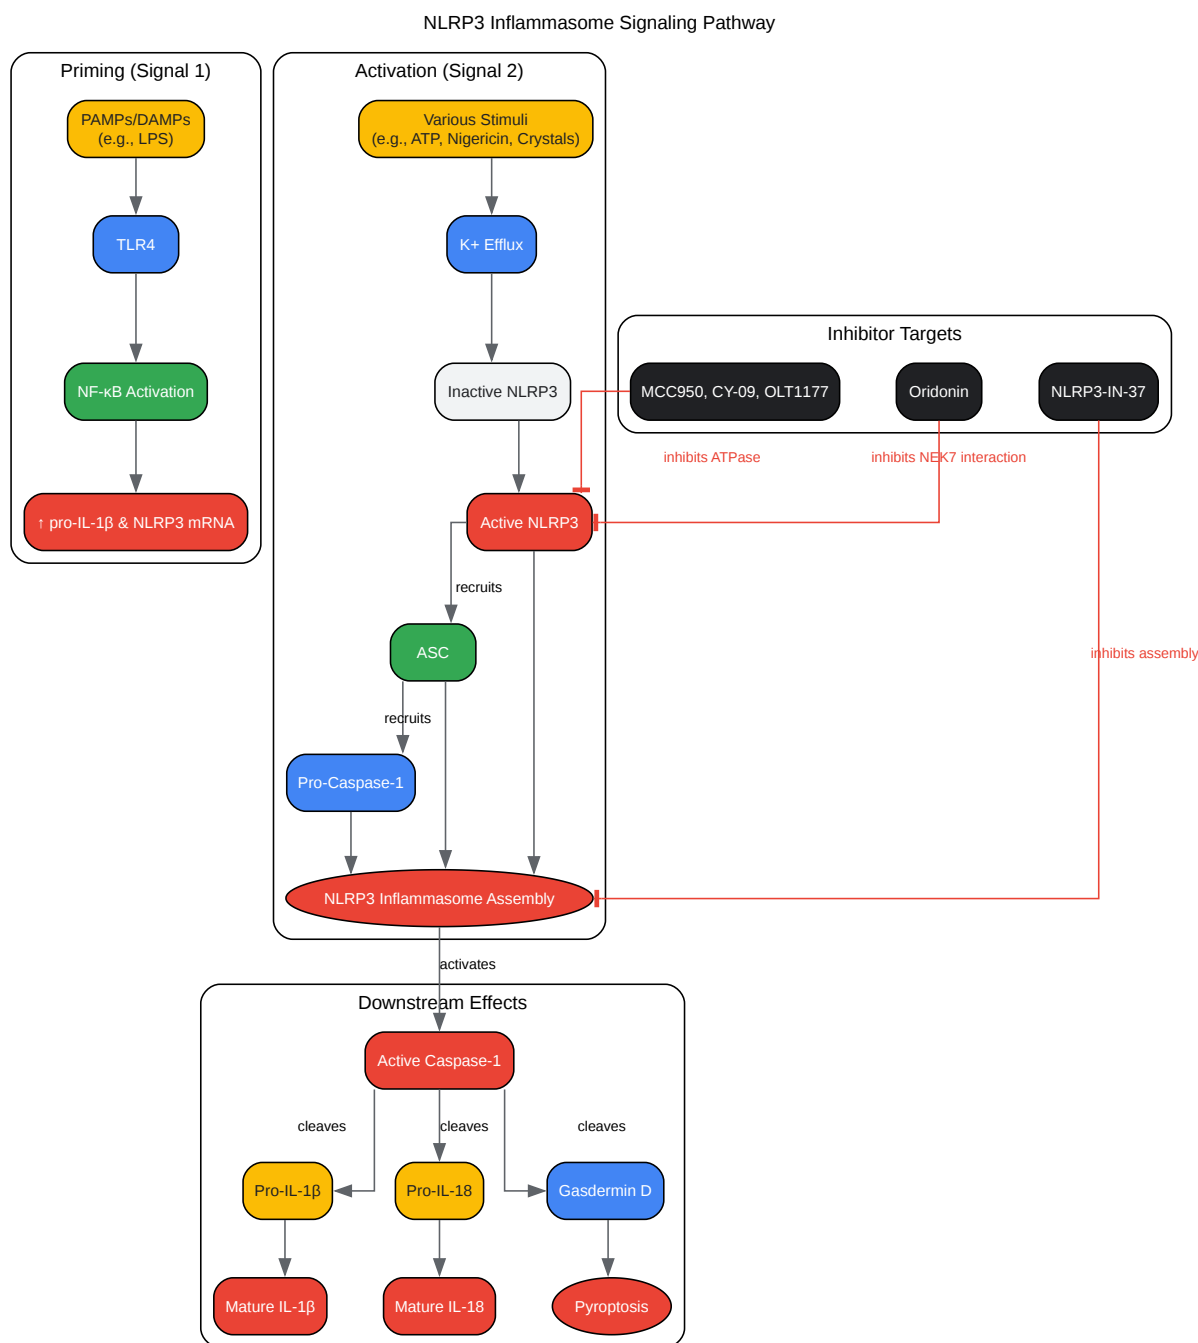 NLRP3 Inflammasome Signaling Pathway
Priming (Signal 1)
PAMPs/DAMPs
(e.g., LPS)
TLR4
NF-κB Activation
↑ pro-IL-1β & NLRP3 mRNA
Activation (Signal 2)
Various Stimuli
(e.g., ATP, Nigericin, Crystals)
K+ Efflux
Inactive NLRP3
Active NLRP3
recruits
ASC
recruits
Pro-Caspase-1
NLRP3 Inflammasome Assembly
Inhibitor Targets
MCC950, CY-09, OLT1177
Oridonin
NLRP3-IN-37
inhibits ATPase
inhibits NEK7 interaction
inhibits assembly
activates
Downstream Effects
Active Caspase-1
cleaves
cleaves
cleaves
Pro-IL-1β
Pro-IL-18
Gasdermin D
Mature IL-1β
Mature IL-18
Pyroptosis